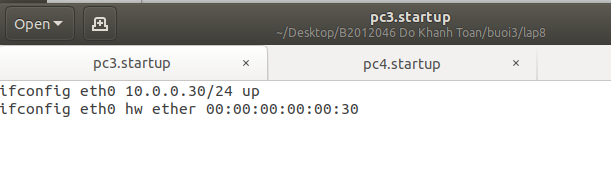 Open
pc3.startup
~/Desktop/B2012046 Do Khanh Toan/buoi3/lap8
pc3.startup ×
pc4.startup ×
ifconfig eth0 10.0.0.30/24 up
ifconfig eth0 hw ether 00:00:00:00:00:30